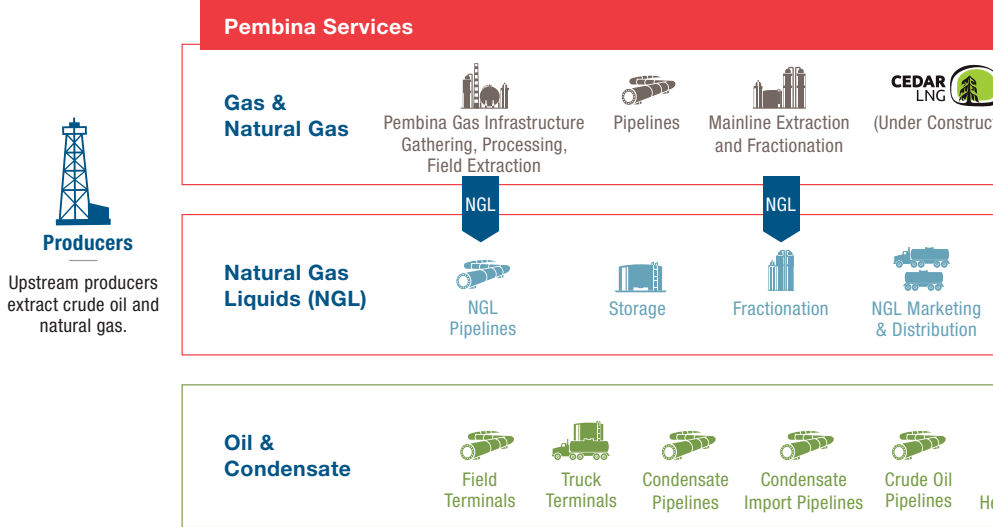 Pembina Services
Gas &
Natural Gas
Pembina Gas Infrastructure
Gathering, Processing,
Field Extraction
Pipelines
Mainline Extraction
and Fractionation
CEDAR
LNG
(Under
NGL
NGL
Producers
Upstream producers
extract crude oil and
natural gas.
Natural Gas
Liquids (NGL)
NGL
Pipelines
Storage
Fractionation
NGL Marketing
& Distribution
Oil &
Condensate
Field
Terminals
Truck
Terminals
Condensate
Pipelines
Condensate
Import Pipelines
Crude Oil
Pipelines